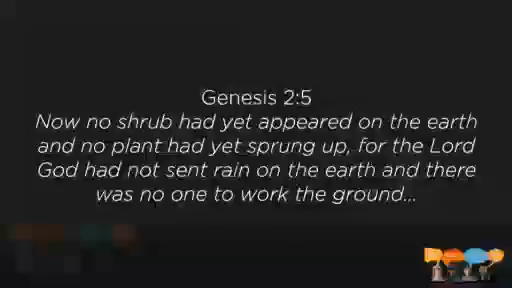 Genesis 2:5
Now no shrub had yet appeared on the earth
and no plant had yet sprung up, for the Lord
God had not sent rain on the earth and there
was no one to work the ground...